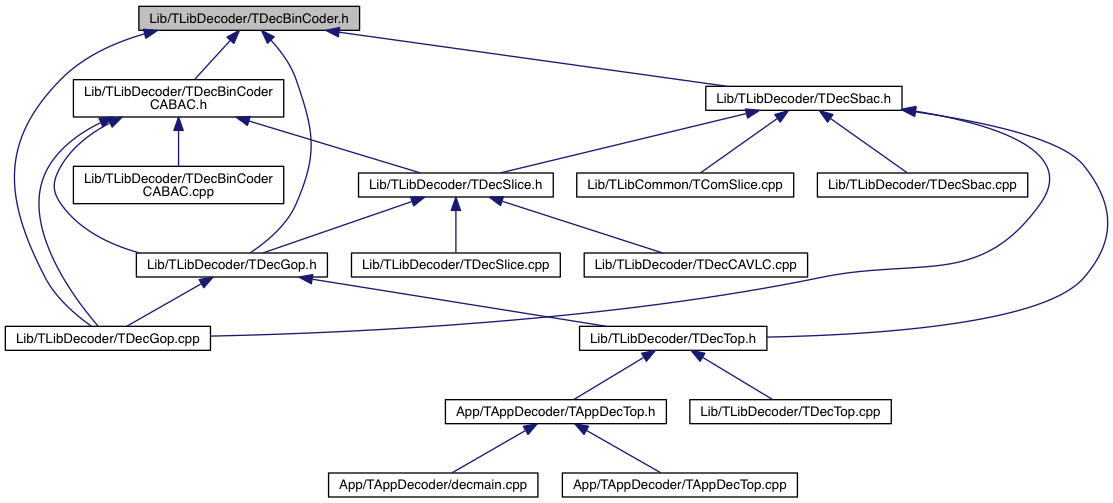 Lib/TLibDecoder/TDecBinCoder.h
Lib/TLibDecoder/TDecBinCoder
CABAC.h
Lib/TLibDecoder/TDecSbac.h
Lib/TLibDecoder/TDecBinCoder
CABAC.cpp
Lib/TLibDecoder/TDecSlice.h
Lib/TLibCommon/TComSlice.cpp
Lib/TLibDecoder/TDecSbac.cpp
Lib/TLibDecoder/TDecGop.h
Lib/TLibDecoder/TDecSlice.cpp
Lib/TLibDecoder/TDecCAVLC.cpp
Lib/TLibDecoder/TDecGop.cpp
Lib/TLibDecoder/TDecTop.h
App/TAppDecoder/TAppDecTop.h
Lib/TLibDecoder/TDecTop.cpp
App/TAppDecoder/decmain.cpp
App/TAppDecoder/TAppDecTop.cpp